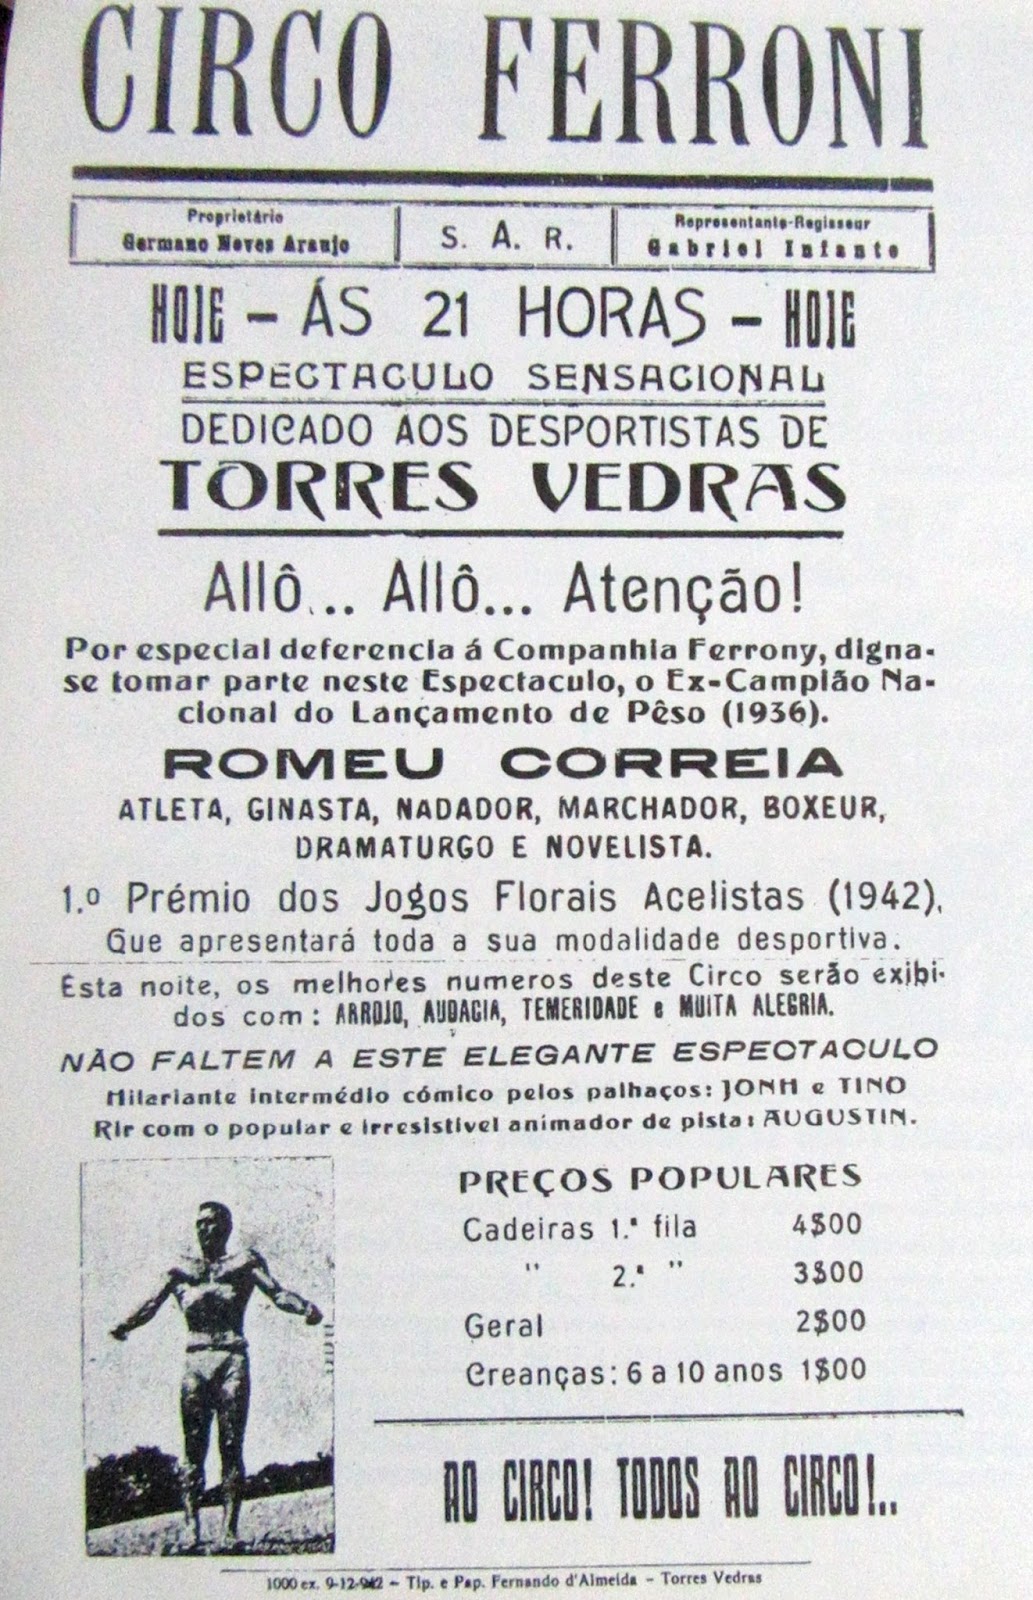 CIRCO FERRONI
Proprietário
Germano Neves Araujo
S. A. R.
Representante-Regisseur
Gabriel Infante
HOJE - ÁS 21 HORAS - HOJE
ESPECTACULO SENSACIONAL
DEDICADO AOS DESPORTISTAS DE
TORRES VEDRAS
Allô... Allô... Atenção!
Por especial deferencia á Companhia Ferrony, digna-
se tomar parte neste Espectaculo, o Ex-Campião Na-
cional do Lançamento de Pêso (1936).
ROMEU CORREIA
ATLETA, GINASTA, NADADOR, MARCHADOR, BOXEUR,
DRAMATURGO E NOVELISTA.
1.º Prémio dos Jogos Florais Acelistas (1942),
Que apresentará toda a sua modalidade desportiva.
Esta noite, os melhores numeros deste Circo serão exibi-
dos com: ARROJO, AUDACIA, TEMERIDADE e MUITA ALEGRIA.
NÃO FALTEM A ESTE ELEGANTE ESPECTACULO
Hilariante intermédio cómico pelos palhaços: JONH e TINO
Rir com o popular e irresistivel animador de pista: AUGUSTIN.
PREÇOS POPULARES
Cadeiras 1.ª fila 4$00
" 2.ª " 3$00
Geral 2$00
Creanças: 6 a 10 anos 1$00
AO CIRCO! TODOS AO CIRCO!..
1000 ex. 9-12-942 - Tip. e Pap. Fernando d'Almeida - Torres Vedras